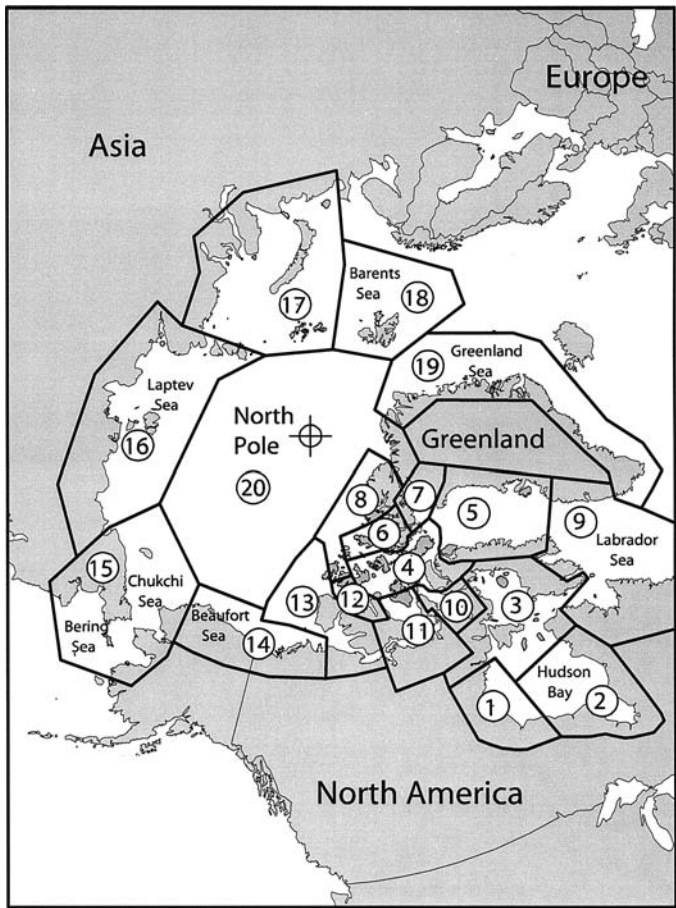 Europe
Asia
17
Barents
Sea
18
19
Greenland
Sea
Laptev
Sea
16
North
Pole
20
Greenland
8
7
6
5
9
Labrador
Sea
4
15
Chukchi
Sea
Bering
Sea
Beaufort
Sea
14
13
12
11
10
3
Hudson
Bay
1
2
North America